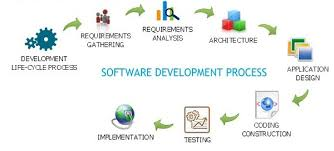 DEVELOPMENT
LIFE-CYCLE PROCESS
REQUIREMENTS
GATHERING
REQUIREMENTS
ANALYSIS
ARCHITECTURE
APPLICATION
DESIGN
SOFTWARE DEVELOPMENT PROCESS
CODING
CONSTRUCTION
TESTING
IMPLEMENTATION